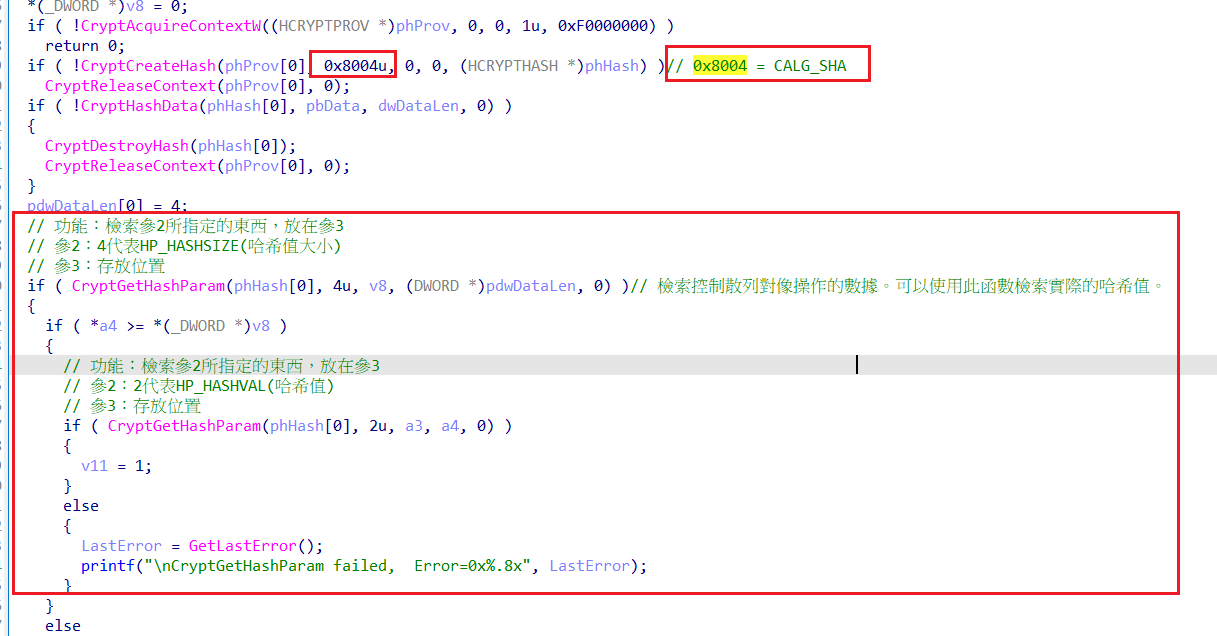 *(_DWORD *)v8 = 0;
if ( !CryptAcquireContextW((HCRYPTPROV *)phProv, 0, 0, 1u, 0xF0000000) )
return 0;
if ( !CryptCreateHash(phProv[0], 0x8004u, 0, 0, (HCRYPTHASH *)phHash) )// 0x8004 = CALG_SHA
CryptReleaseContext(phProv[0], 0);
if ( !CryptHashData(phHash[0], pbData, dwDataLen, 0) )
{
CryptDestroyHash(phHash[0]);
CryptReleaseContext(phProv[0], 0);
}
pdwDataLen[0] = 4;
// 功能：檢索參2所指定的東西，放在參3
// 參2：4代表HP_HASHSIZE(哈希值大小)
// 參3：存放位置
if ( CryptGetHashParam(phHash[0], 4u, v8, (DWORD *)pdwDataLen, 0) )// 檢索控制散列對像操作的數據。可以使用此函數檢索實際的哈希值。
{
if ( *a4 >= *(_DWORD *)v8 )
{
// 功能：檢索參2所指定的東西，放在參3
// 參2：2代表HP_HASHVAL(哈希值)
// 參3：存放位置
if ( CryptGetHashParam(phHash[0], 2u, a3, a4, 0) )
{
v11 = 1;
}
else
{
LastError = GetLastError();
printf("\nCryptGetHashParam failed,  Error=0x%.8x", LastError);
}
}
else